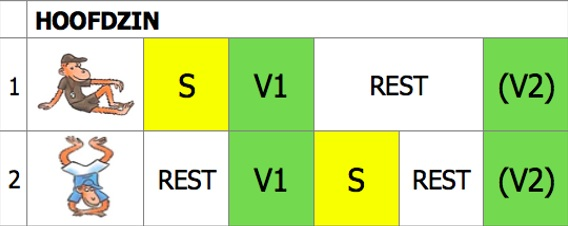 HOOFDZIN
1 S V1 REST (V2)
2 REST V1 S REST (V2)